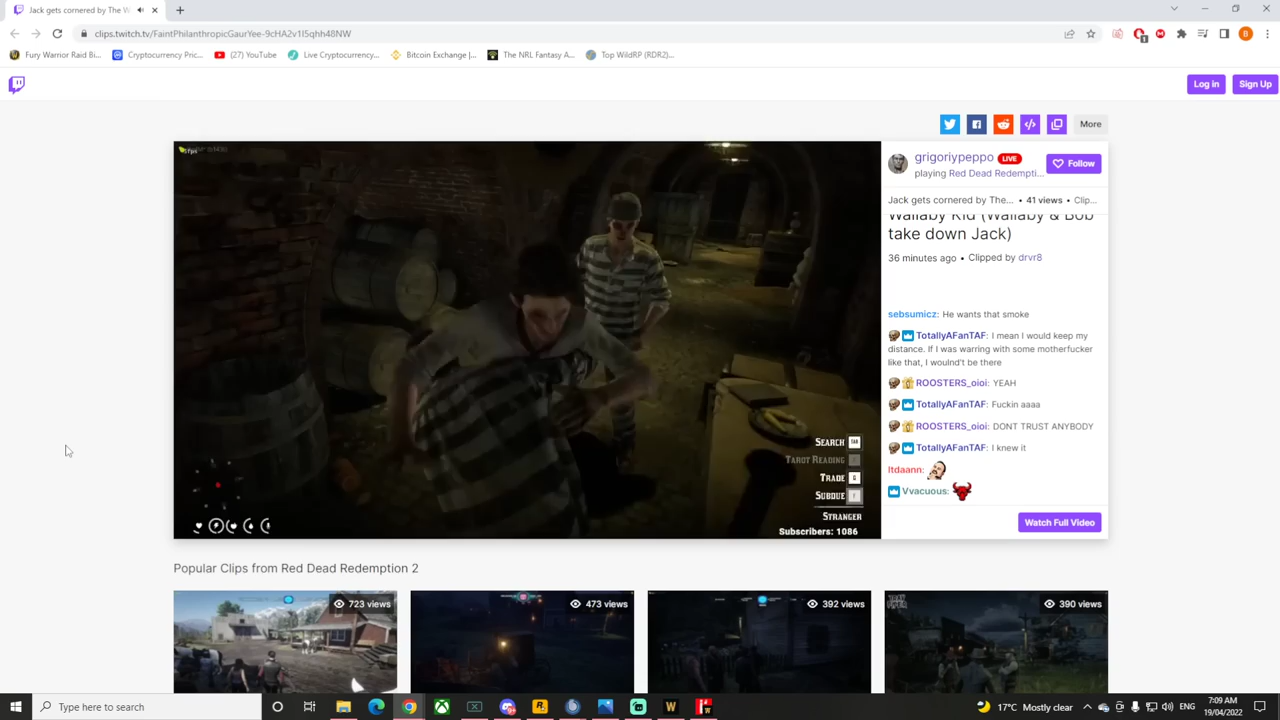 Jack gets cornered by The W
clips.twitch.tv/FaintPhilanthropicGaurYee-9cHA2v1I5qhh48NW
Fury Warrior Raid Bi...
Cryptocurrency Pric...
(27) YouTube
Live Cryptocurrency...
Bitcoin Exchange |...
The NRL Fantasy A...
Top WildRP (RDR2)...
Log in
Sign Up
More
grigoriypeppo LIVE
playing Red Dead Redempti...
Follow
Jack gets cornered by The... • 41 views • Clip...
Wallaby Kid (Wallaby & Bob
take down Jack)
36 minutes ago • Clipped by drvr8
sebsumicz: He wants that smoke
TotallyAFanTAF: I mean I would keep my
distance. If I was warring with some motherfucker
like that, I woulnd't be there
ROOSTERS_oioi: YEAH
TotallyAFanTAF: Fuckin aaaa
ROOSTERS_oioi: DONT TRUST ANYBODY
TotallyAFanTAF: I knew it
ltdaann:
Vvacuous:
Watch Full Video
SEARCH
TAROT READING
TRADE
SUBDUE
STRANGER
Subscribers: 1086
Popular Clips from Red Dead Redemption 2
723 views
473 views
392 views
390 views
Type here to search
17°C Mostly clear
ENG
7:09 AM
19/04/2022